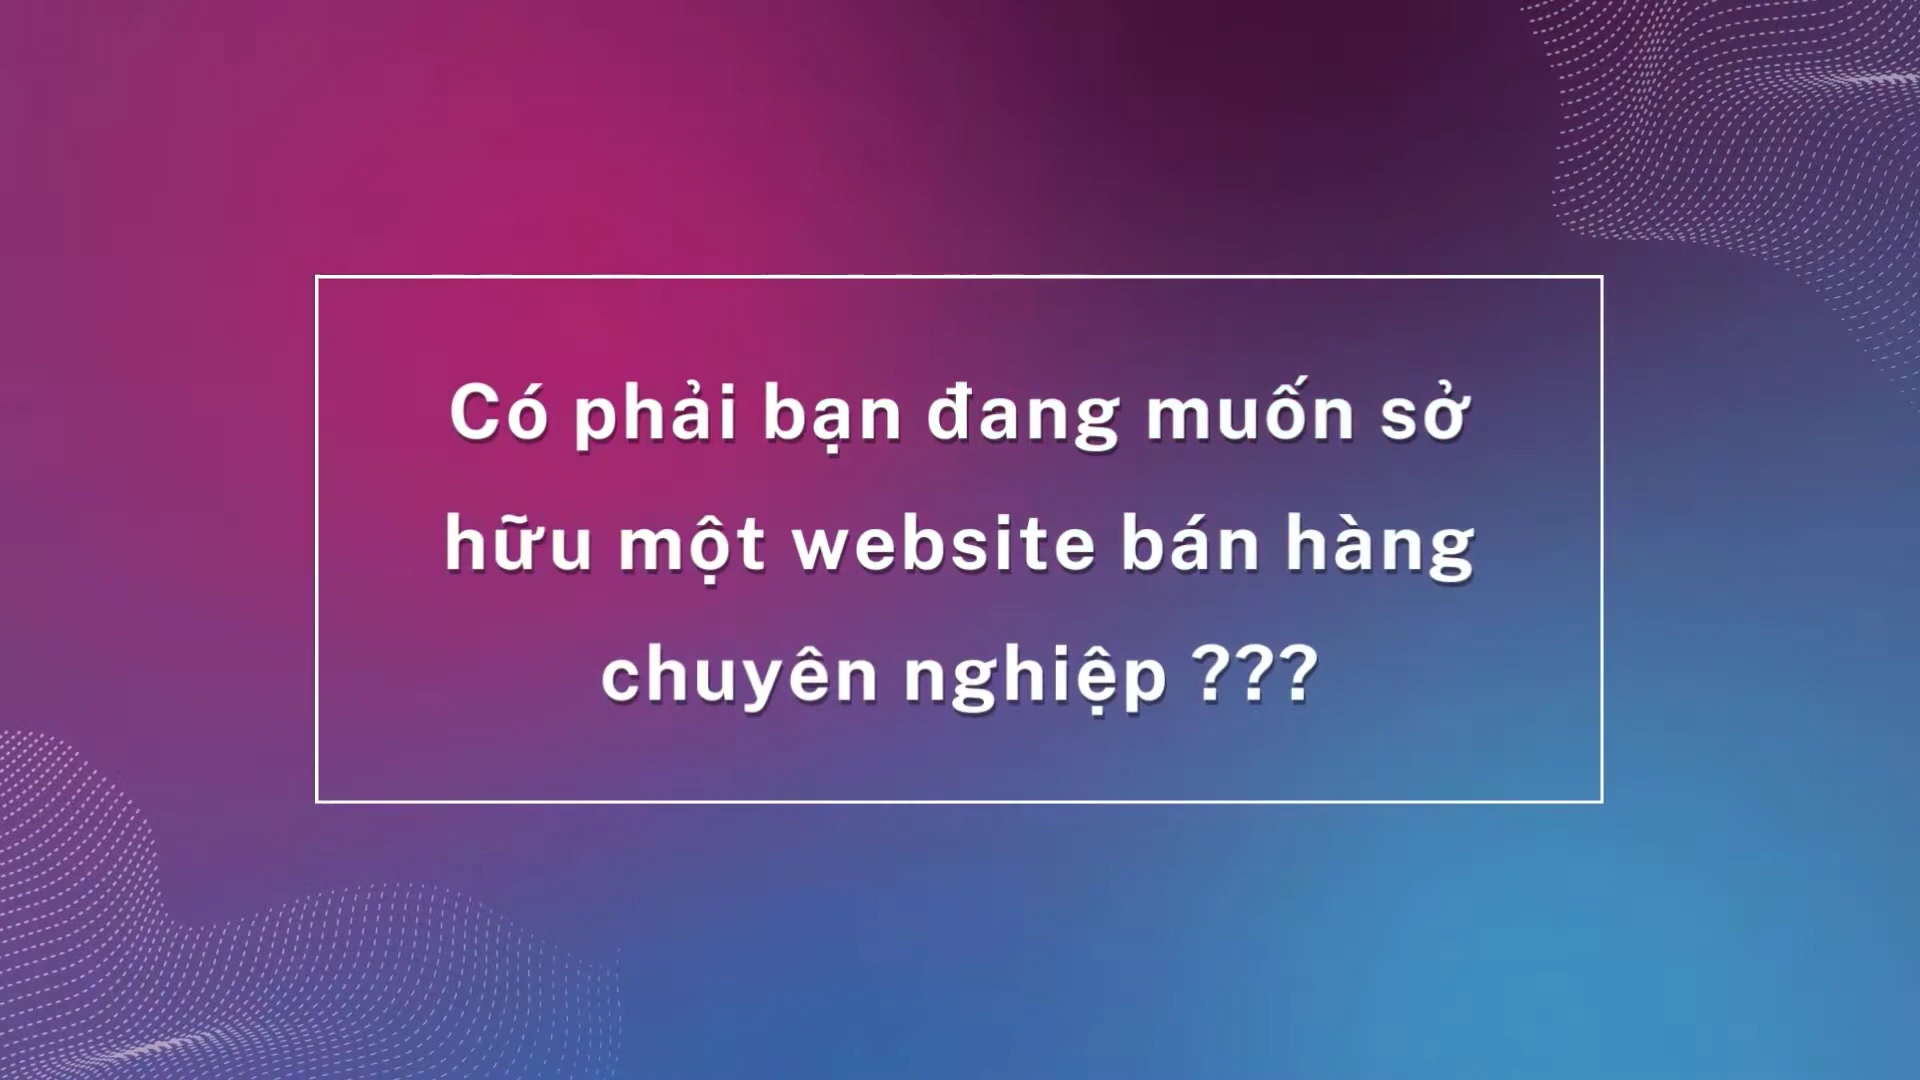 Có phải bạn đang muốn sở
hữu một website bán hàng
chuyên nghiệp ???